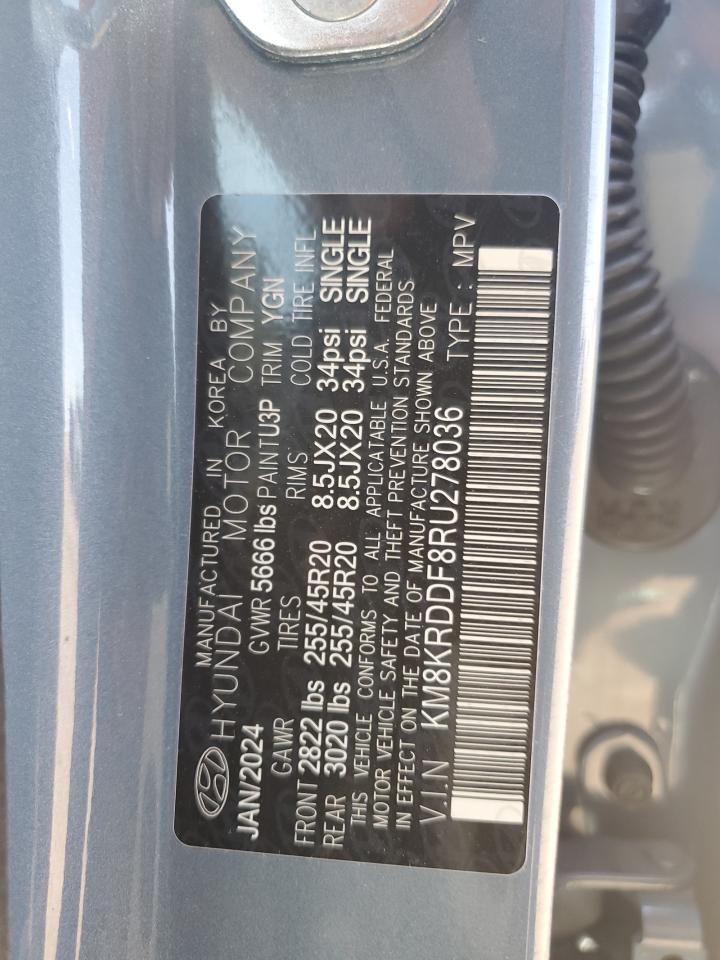 MANUFACTURED IN KOREA BY
HYUNDAI MOTOR COMPANY
JAN/2024 GVWR 5666 lbs PAINT U3P TRIM YGN
GAWR TIRES RIMS COLD TIRE INFL
FRONT 2822 lbs 255/45R20 8.5JX20 34psi SINGLE
REAR 3020 lbs 255/45R20 8.5JX20 34psi SINGLE
THIS VEHICLE CONFORMS TO ALL APPLICATABLE U.S.A. FEDERAL
MOTOR VEHICLE SAFETY AND THEFT PREVENTION STANDARDS
IN EFFECT ON THE DATE OF MANUFACTURE SHOWN ABOVE
V.I.N KM8KRDDF8RU278036 TYPE : MPV